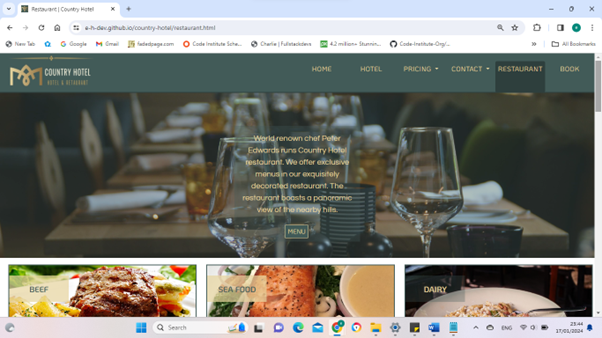 Restaurant | Country Hotel
e-h-dev.github.io/country-hotel/restaurant.html
New Tab
Google
Gmail
fadedpage.com
Code Institute Sche...
Charlie | Fullstackdevs
4.2 million+ Stunnin...
Code-Institute-Org/...
All Bookmarks
COUNTRY HOTEL
HOTEL & RETAURANT
HOME
HOTEL
PRICING
CONTACT
RESTAURANT
BOOK
World renown chef Peter
Edwards runs Country Hotel
restaurant. We offer exclusive
menus in our exquisitely
decorated restaurant. The
restaurant boasts a panoramic
view of the nearby hills.
MENU
BEEF
SEA FOOD
DAIRY
Search
ENG
23:44
17/01/2024